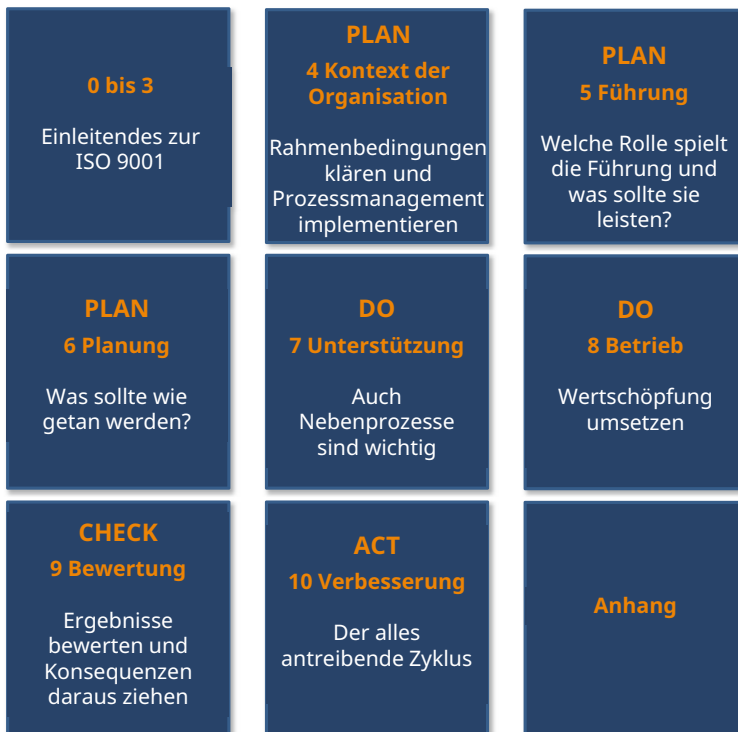 0 bis 3
Einleitendes zur
ISO 9001
PLAN
4 Kontext der
Organisation
Rahmenbedingungen
klären und
Prozessmanagement
implementieren
PLAN
5 Führung
Welche Rolle spielt
die Führung und
was sollte sie
leisten?
PLAN
6 Planung
Was sollte wie
getan werden?
DO
7 Unterstützung
Auch
Nebenprozesse
sind wichtig
DO
8 Betrieb
Wertschöpfung
umsetzen
CHECK
9 Bewertung
Ergebnisse
bewerten und
Konsequenzen
daraus ziehen
ACT
10 Verbesserung
Der alles
antreibende Zyklus
Anhang